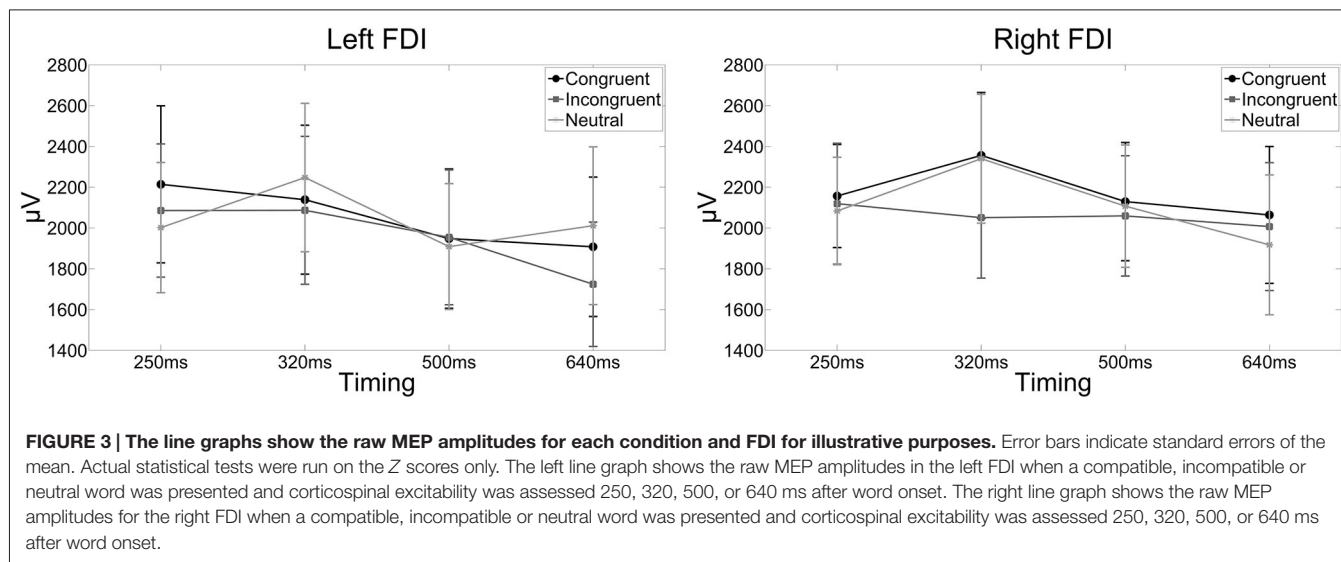 Left FDI
2800
2600
2400
2200
2000
1800
1600
1400
µV
Congruent
Incongruent
Neutral
250ms 320ms 500ms 640ms
Timing
Right FDI
2800
2600
2400
2200
2000
1800
1600
1400
µV
Congruent
Incongruent
Neutral
250ms 320ms 500ms 640ms
Timing
FIGURE 3 | The line graphs show the raw MEP amplitudes for each condition and FDI for illustrative purposes. Error bars indicate standard errors of the
mean. Actual statistical tests were run on the Z scores only. The left line graph shows the raw MEP amplitudes in the left FDI when a compatible, incompatible or
neutral word was presented and corticospinal excitability was assessed 250, 320, 500, or 640 ms after word onset. The right line graph shows the raw MEP
amplitudes for the right FDI when a compatible, incompatible or neutral word was presented and corticospinal excitability was assessed 250, 320, 500, or 640 ms
after word onset.